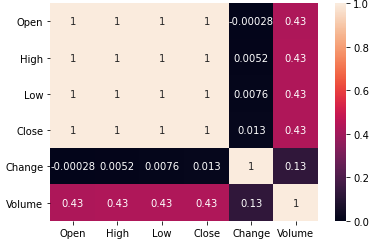 Open 1 1 1 1 -0.00028 0.43
High 1 1 1 1 0.0052 0.43
Low 1 1 1 1 0.0076 0.43
Close 1 1 1 1 0.013 0.43
Change -0.00028 0.0052 0.0076 0.013 1 0.13
Volume 0.43 0.43 0.43 0.43 0.13 1
Open High Low Close Change Volume
1.0
0.8
0.6
0.4
0.2
0.0